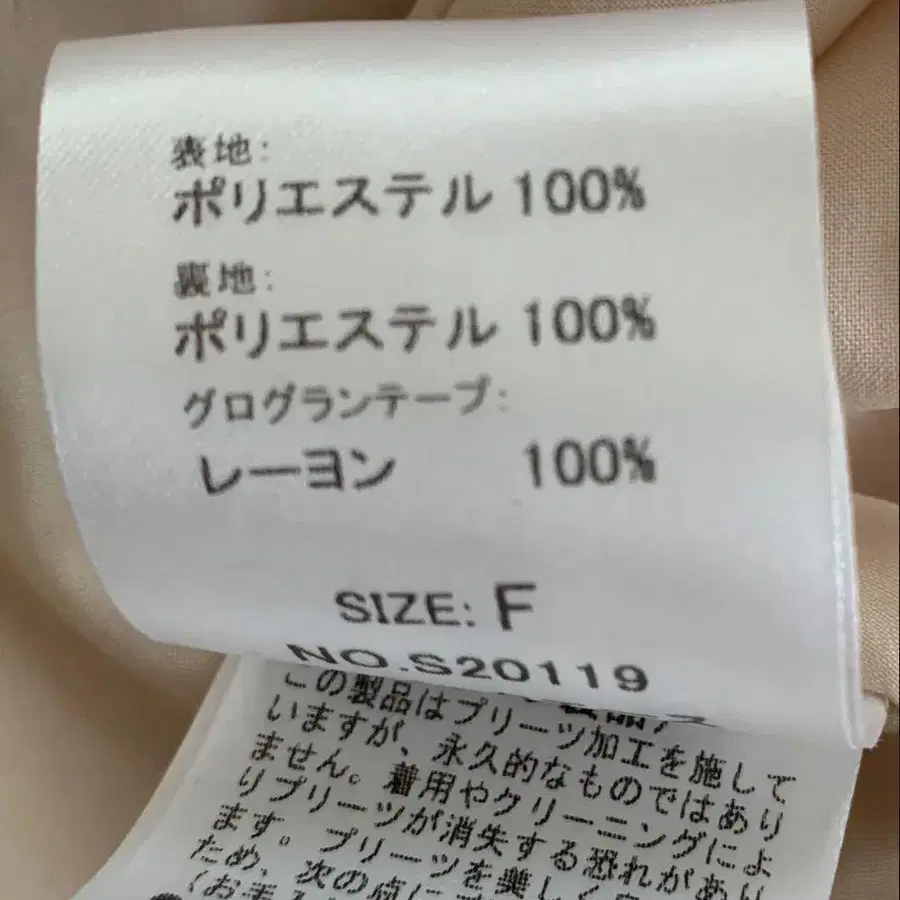 表地:
ポリエステル 100%
裏地:
ポリエステル 100%
グログランテープ:
レーヨン 100%
SIZE: F
NO.S20119
この製品はプリーツ加工を施して
いますが、永久的なものではあり
ません。着用やクリーニングによ
りプリーツが消失する恐れがあり
ます。プリーツを美しく
ため、次の点に
(お手入